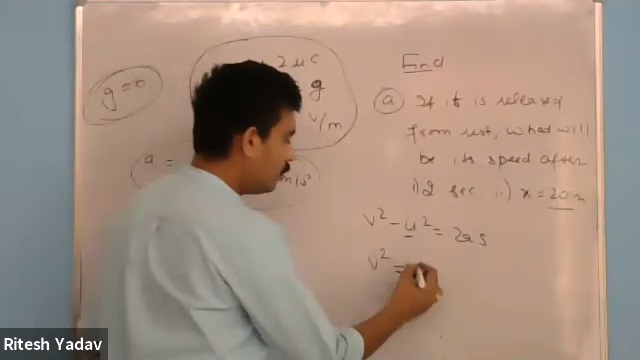 g=0
2 μC
g
V/m
a =
m/s²
Find
(a) If it is released
from rest, what will
be its speed after
i) 2 sec ii) x = 20 m
v² - u² = 2as
v² =
Ritesh Yadav